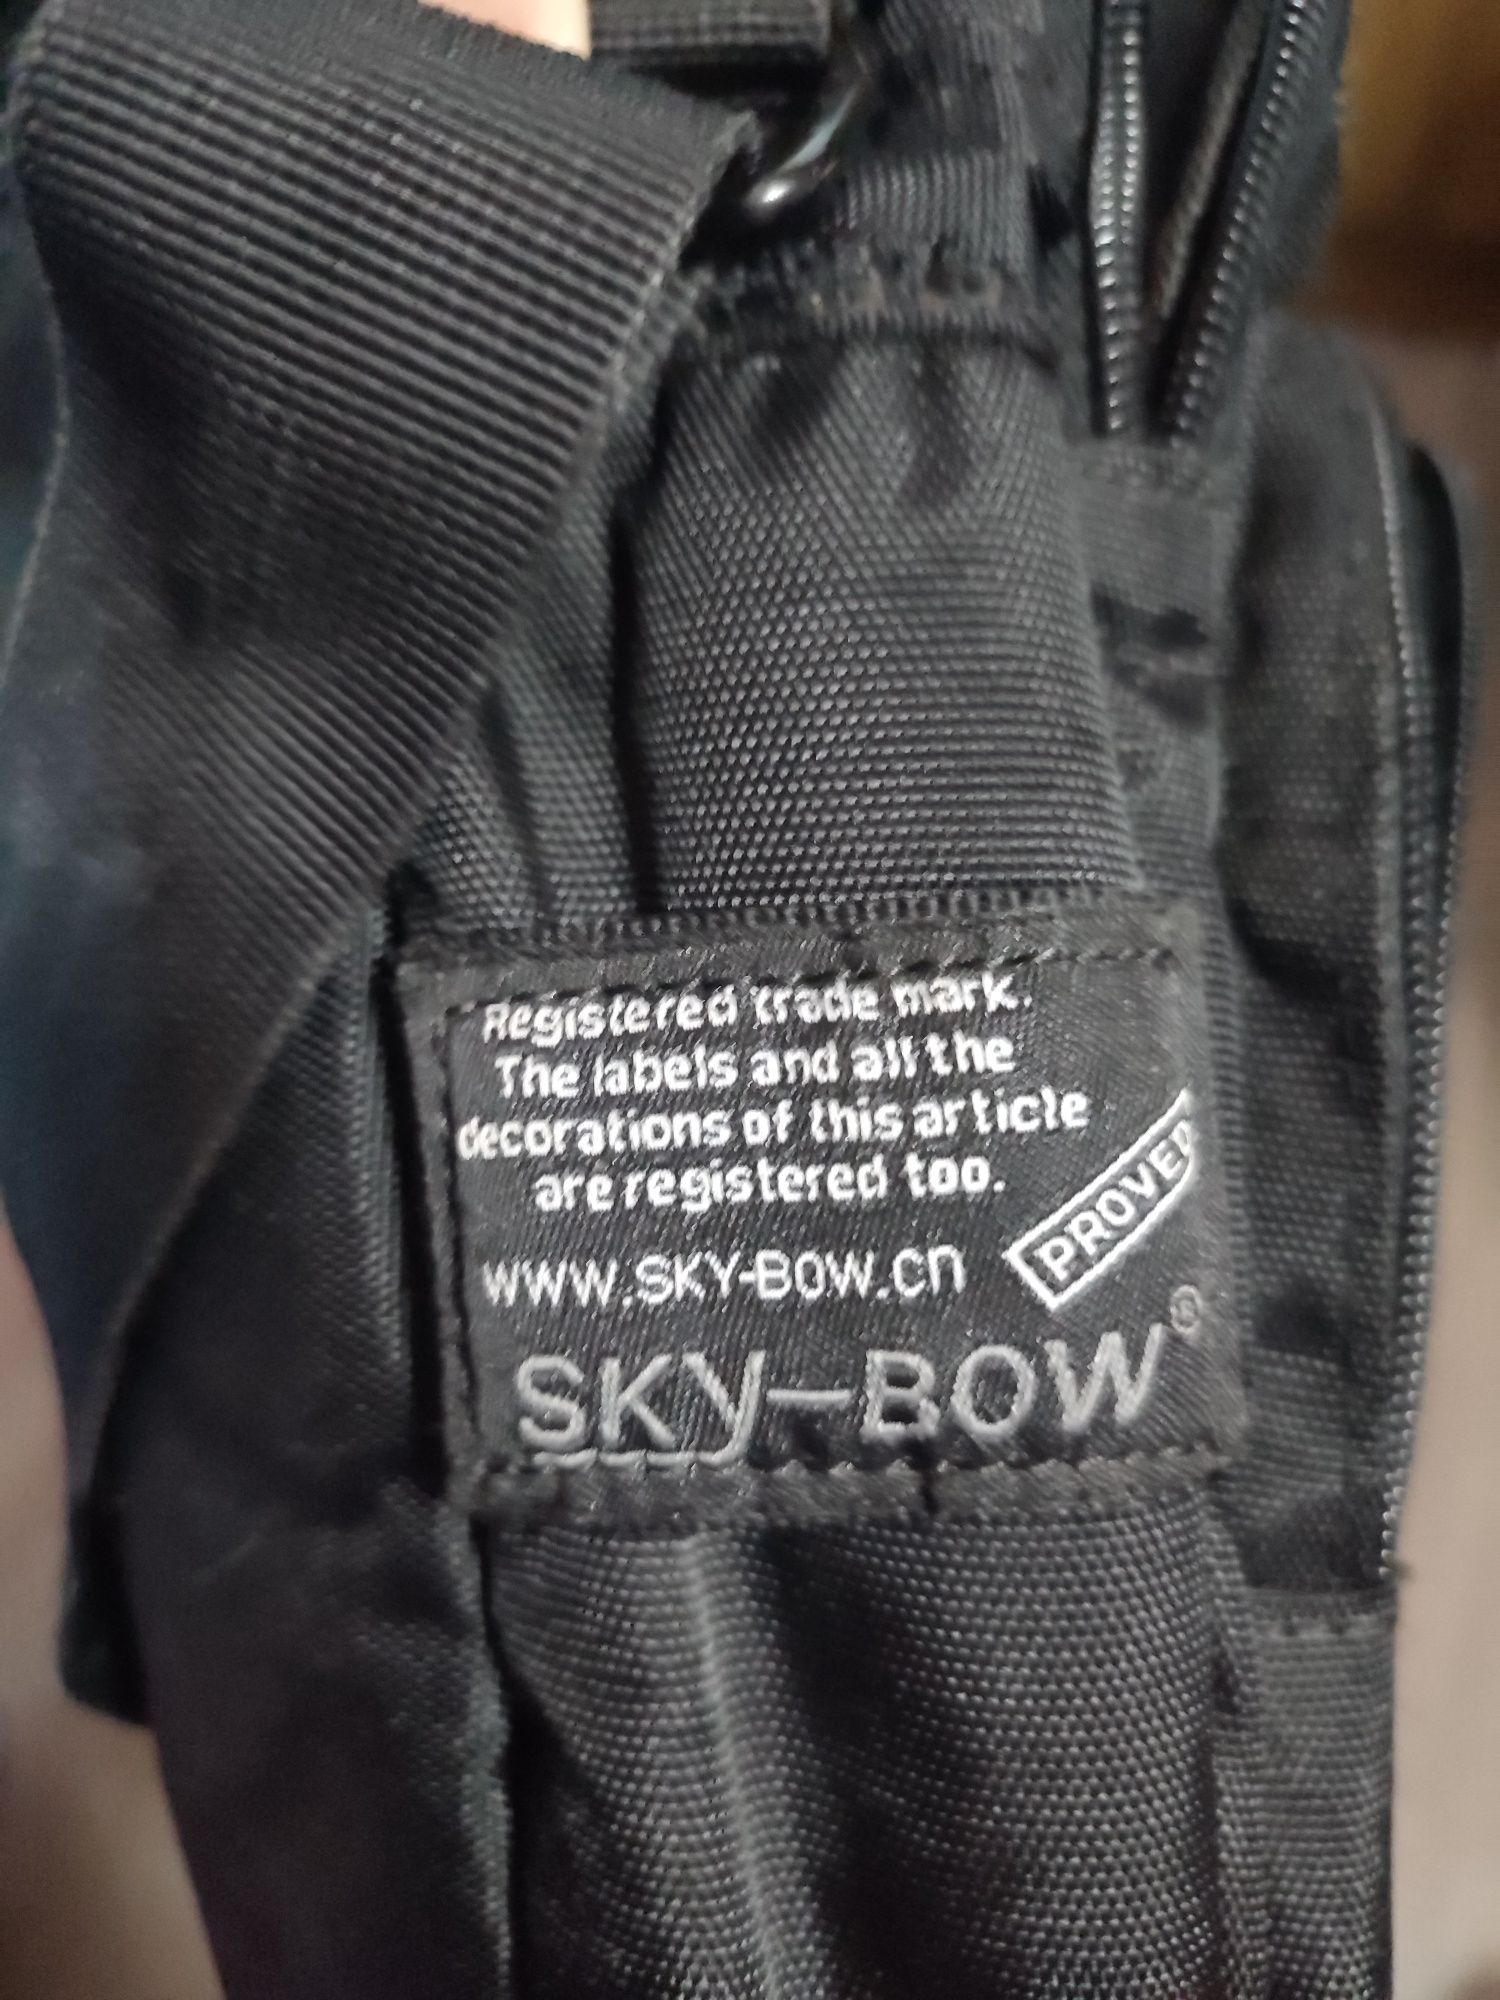 Registered trade mark.
The labels and all the
decorations of this article
are registered too.
PROVED
WWW.SKY-BOW.cn
SKY-BOW®